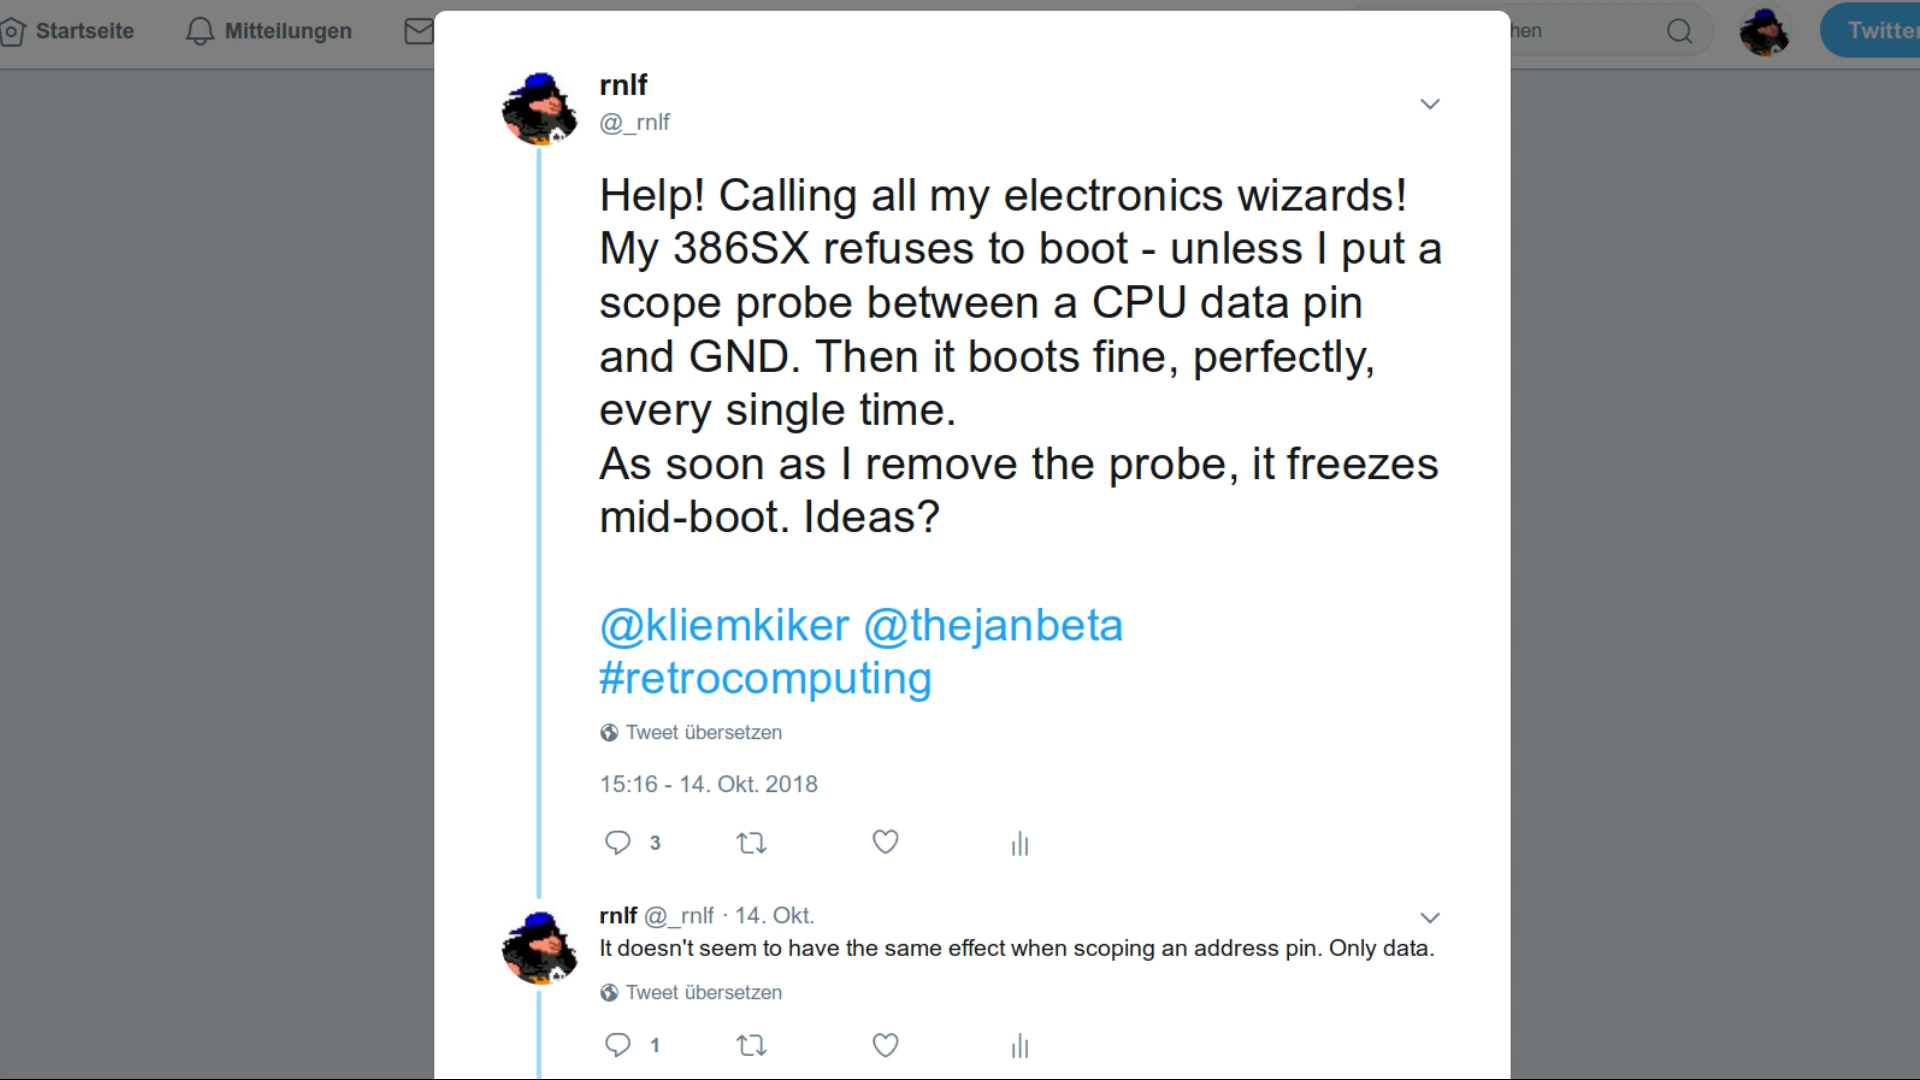 Startseite
Mitteilungen
hen
Twitter
rnlf
@_rnlf
Help! Calling all my electronics wizards!
My 386SX refuses to boot - unless I put a
scope probe between a CPU data pin
and GND. Then it boots fine, perfectly,
every single time.
As soon as I remove the probe, it freezes
mid-boot. Ideas?
@kliemkiker @thejanbeta
#retrocomputing
Tweet übersetzen
15:16 - 14. Okt. 2018
3
rnlf @_rnlf · 14. Okt.
It doesn't seem to have the same effect when scoping an address pin. Only data.
Tweet übersetzen
1